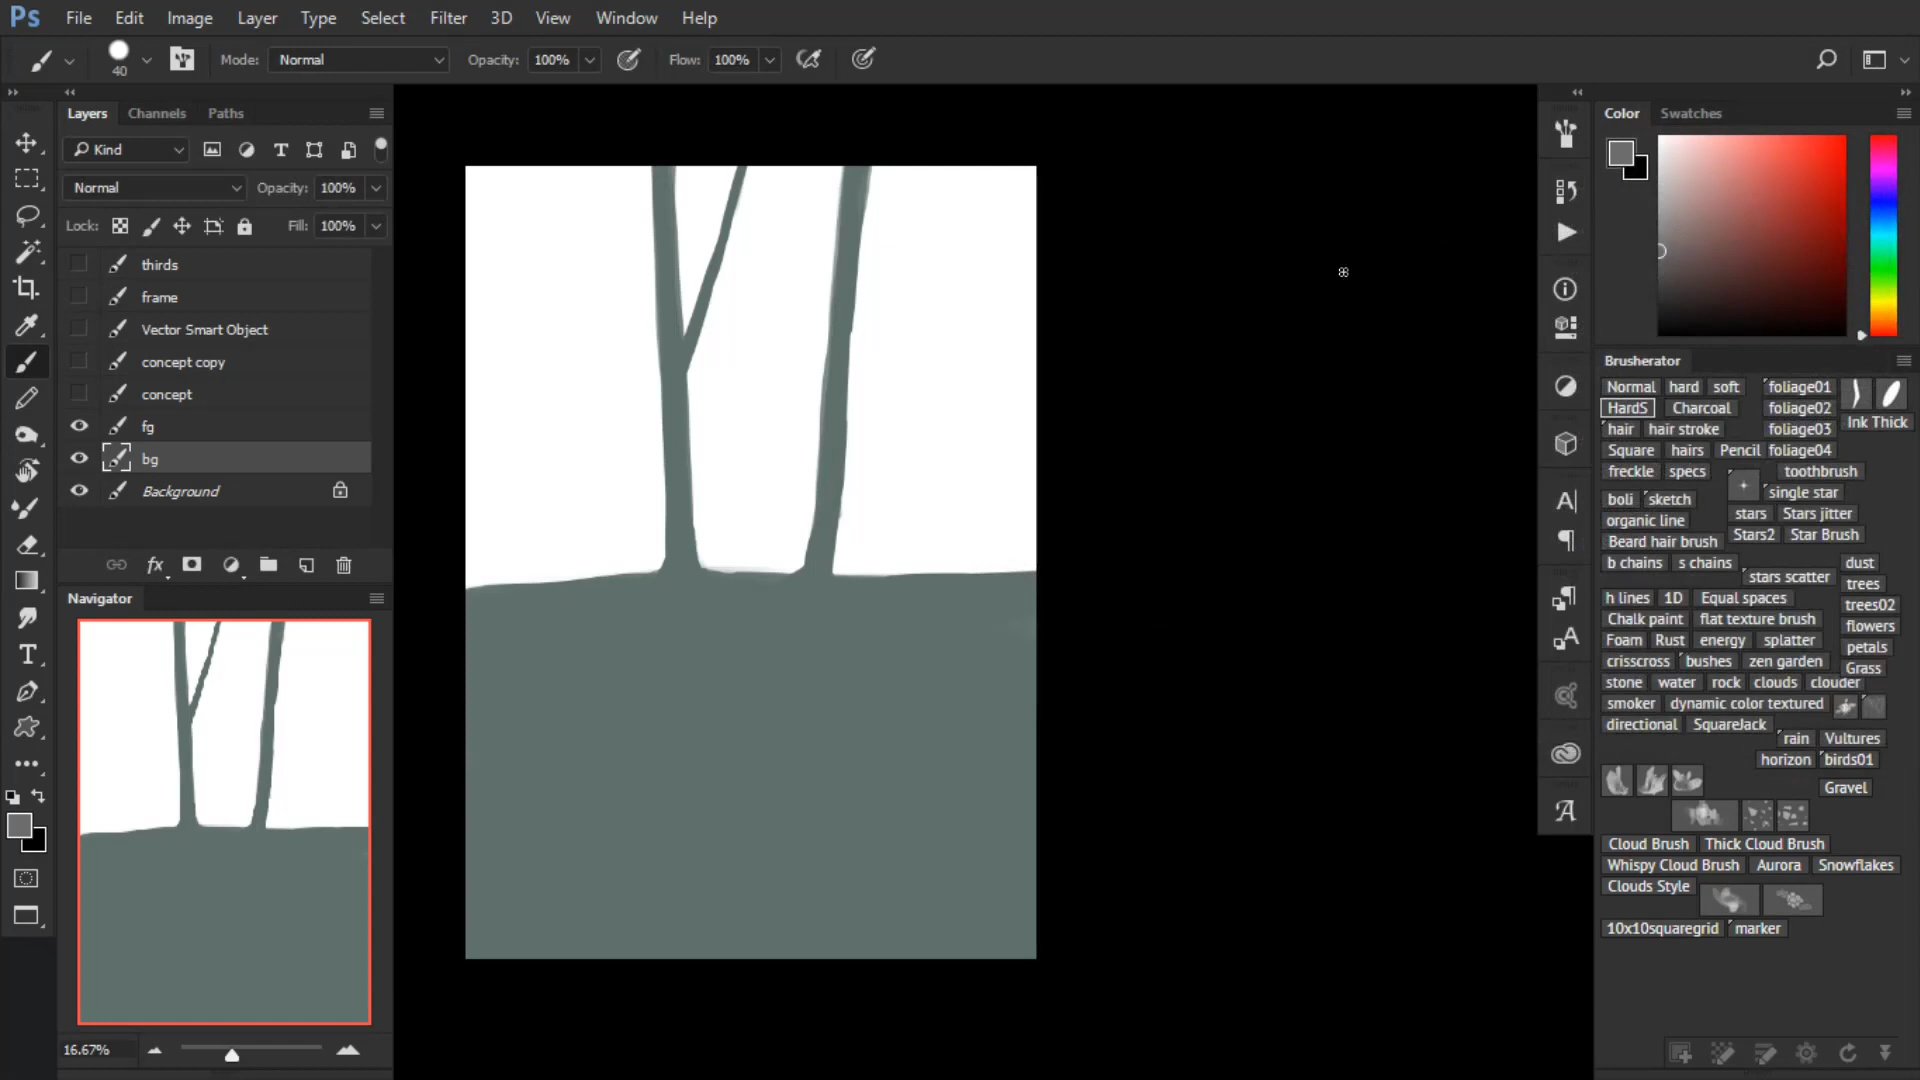 Ps File Edit Image Layer Type Select Filter 3D View Window Help
40 Mode: Normal Opacity: 100% Flow: 100%
Layers Channels Paths
Kind
Normal Opacity: 100%
Lock: Fill: 100%
thirds
frame
Vector Smart Object
concept copy
concept
fg
bg
Background
fx
Navigator
16.67%
T
A
A
A
Color Swatches
Brusherator
Normal hard soft foliage01
HardS Charcoal foliage02
Ink Thick
hair hair stroke foliage03
Square hairs Pencil foliage04
freckle specs toothbrush
boli sketch single star
organic line stars Stars jitter
Beard hair brush Stars2 Star Brush
b chains s chains stars scatter dust
trees
h lines 1D Equal spaces trees02
Chalk paint flat texture brush flowers
Foam Rust energy splatter petals
crisscross bushes zen garden Grass
stone water rock clouds clouder
smoker dynamic color textured
directional SquareJack
rain Vultures
horizon birds01
Gravel
Cloud Brush Thick Cloud Brush
Whispy Cloud Brush Aurora Snowflakes
Clouds Style
10x10squaregrid marker